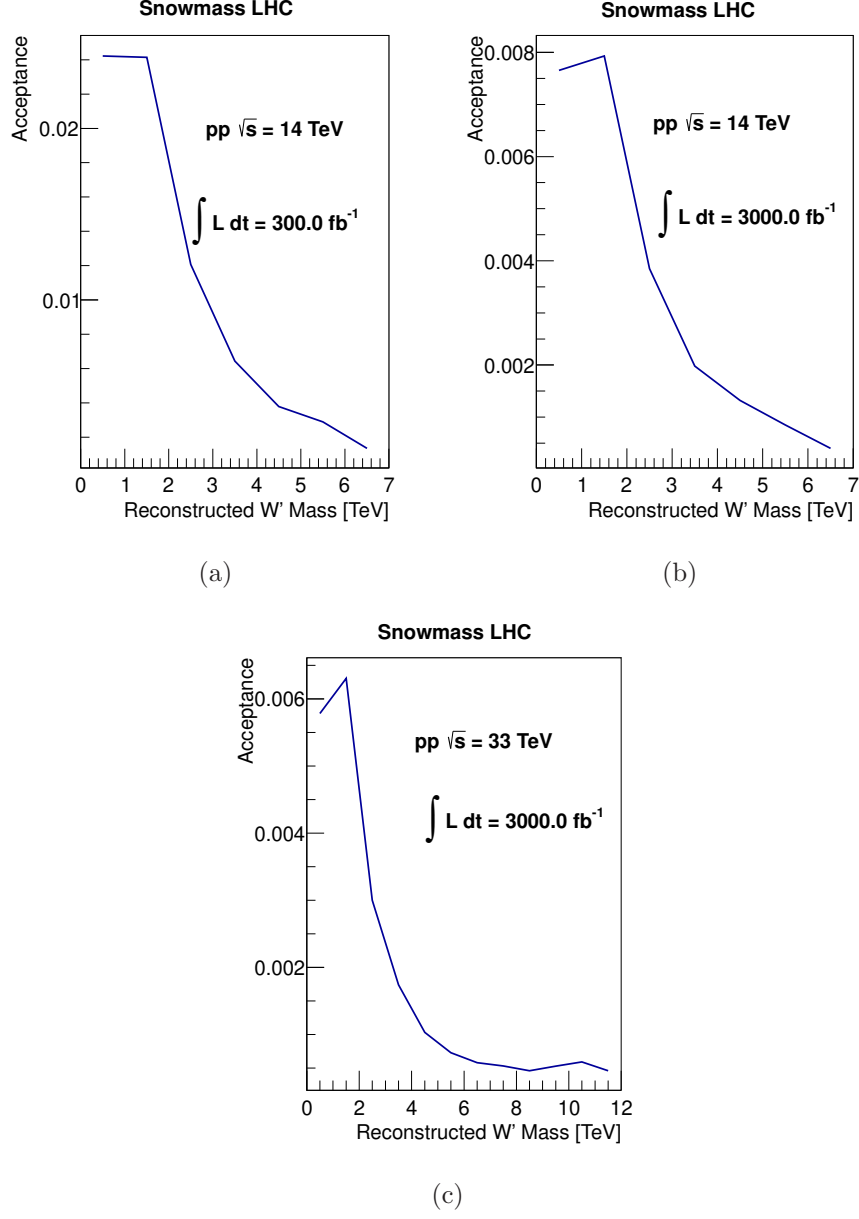 Snowmass LHC
Acceptance
0.02
0.01
pp √s = 14 TeV
∫ L dt = 300.0 fb⁻¹
0 1 2 3 4 5 6 7
Reconstructed W' Mass [TeV]
(a)
Snowmass LHC
Acceptance
0.008
0.006
0.004
0.002
pp √s = 14 TeV
∫ L dt = 3000.0 fb⁻¹
0 1 2 3 4 5 6 7
Reconstructed W' Mass [TeV]
(b)
Snowmass LHC
Acceptance
0.006
0.004
0.002
pp √s = 33 TeV
∫ L dt = 3000.0 fb⁻¹
0 2 4 6 8 10 12
Reconstructed W' Mass [TeV]
(c)